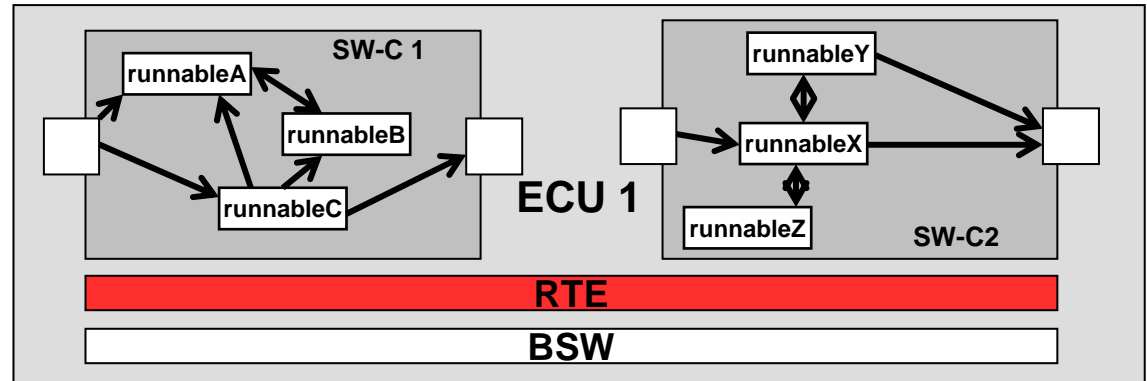 SW-C 1
runnableA
runnableB
runnableC
ECU 1
runnableY
runnableX
runnableZ
SW-C2
RTE
BSW